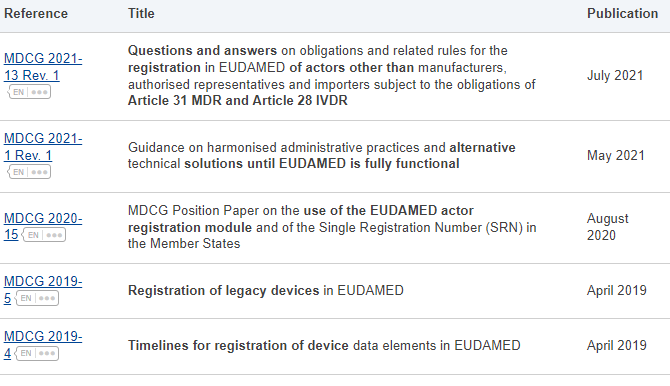 Reference Title Publication
MDCG 2021-
13 Rev. 1
EN
Questions and answers on obligations and related rules for the
registration in EUDAMED of actors other than manufacturers,
authorised representatives and importers subject to the obligations of
Article 31 MDR and Article 28 IVDR
July 2021
MDCG 2021-
1 Rev. 1
EN
Guidance on harmonised administrative practices and alternative
technical solutions until EUDAMED is fully functional
May 2021
MDCG 2020-
15 EN
MDCG Position Paper on the use of the EUDAMED actor
registration module and of the Single Registration Number (SRN) in
the Member States
August
2020
MDCG 2019-
5 EN
Registration of legacy devices in EUDAMED
April 2019
MDCG 2019-
4 EN
Timelines for registration of device data elements in EUDAMED
April 2019